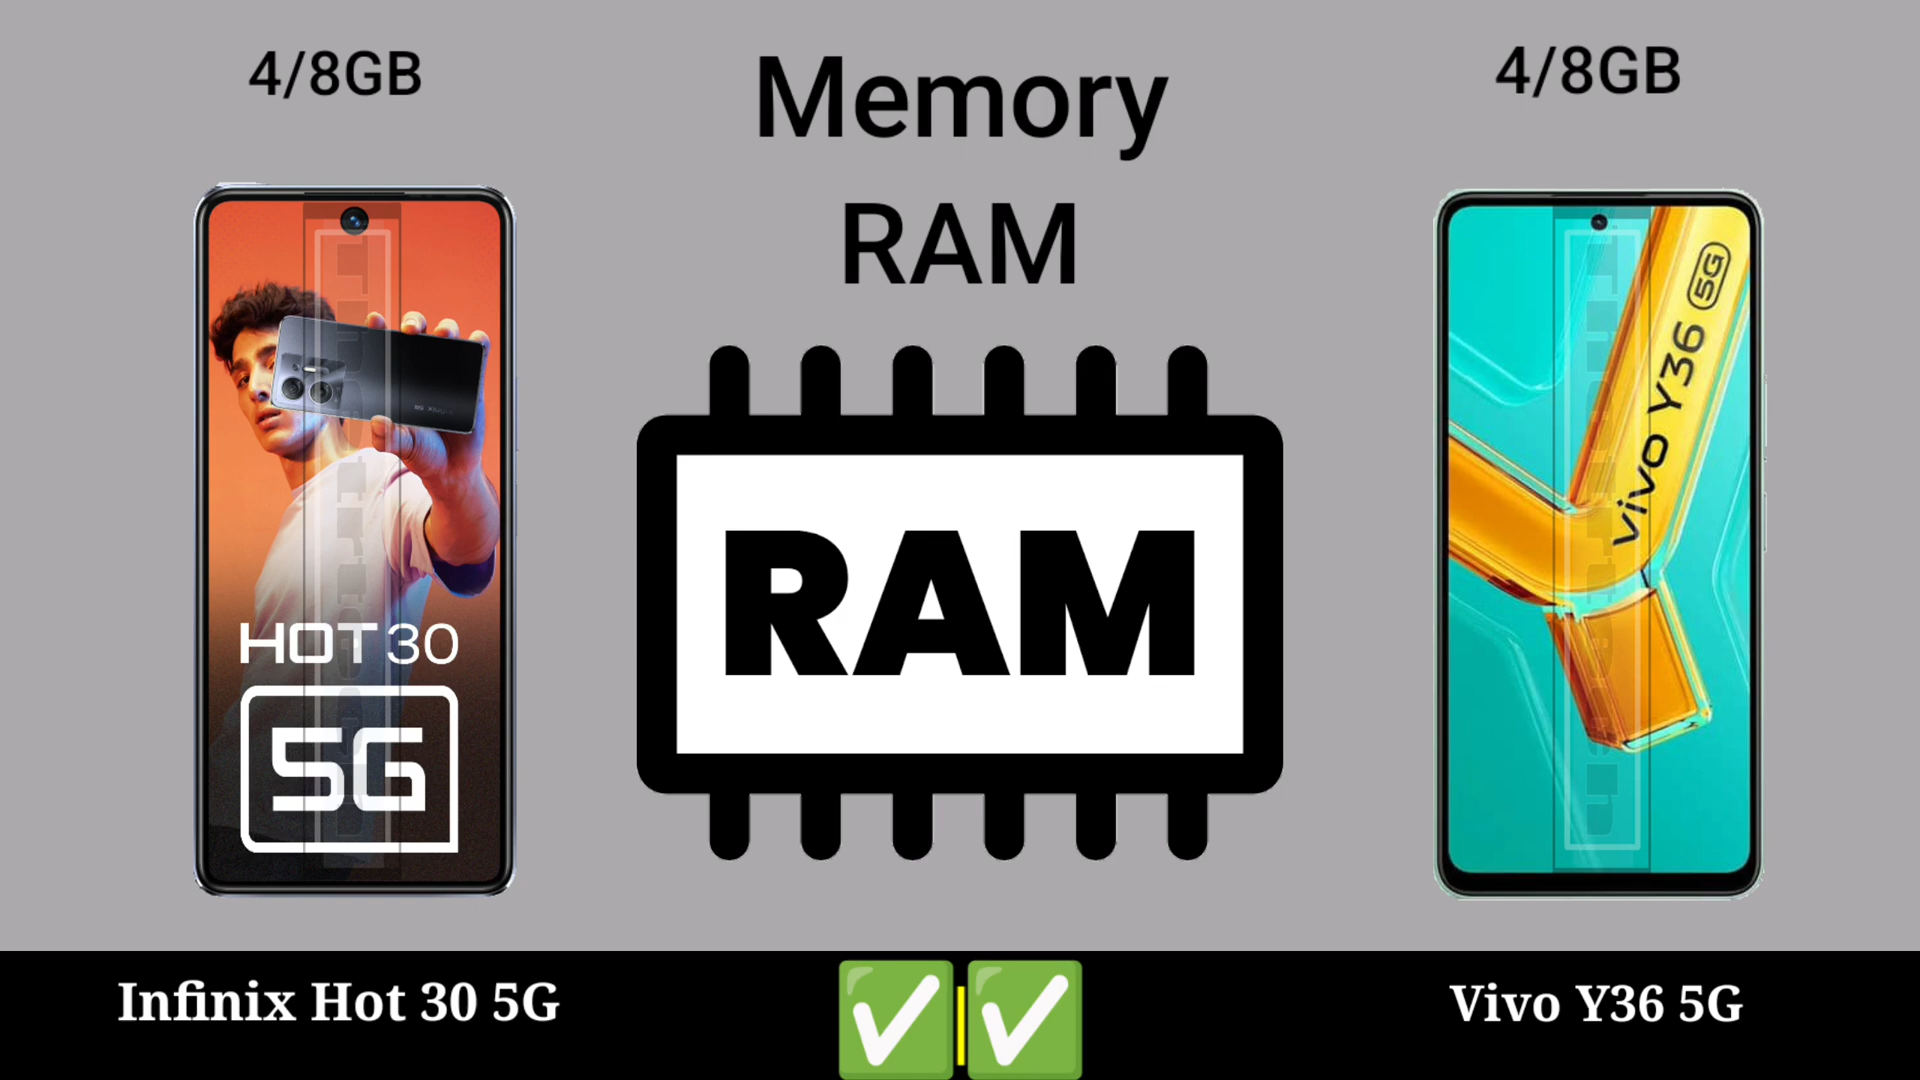 4/8GB
Memory
RAM
4/8GB
HOT 30
5G
vivo Y36 5G
RAM
Infinix Hot 30 5G
Vivo Y36 5G